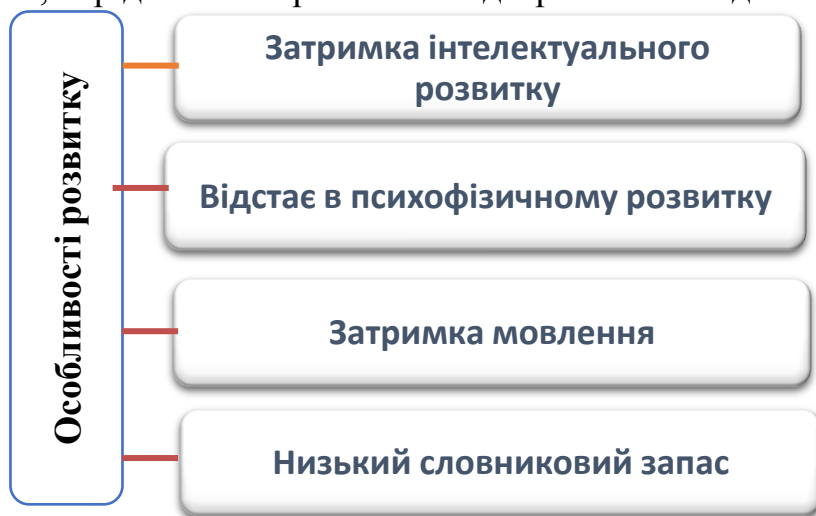 Особливості розвитку
Затримка інтелектуального
розвитку
Відстає в психофізичному розвитку
Затримка мовлення
Низький словниковий запас